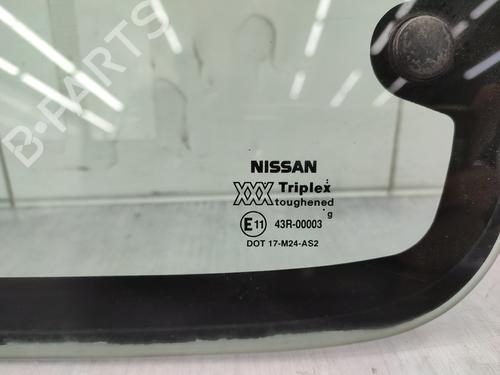 B-PARTS
NISSAN
XXX Triplex
toughened
g
E11 43R-00003
DOT 17-M24-AS2